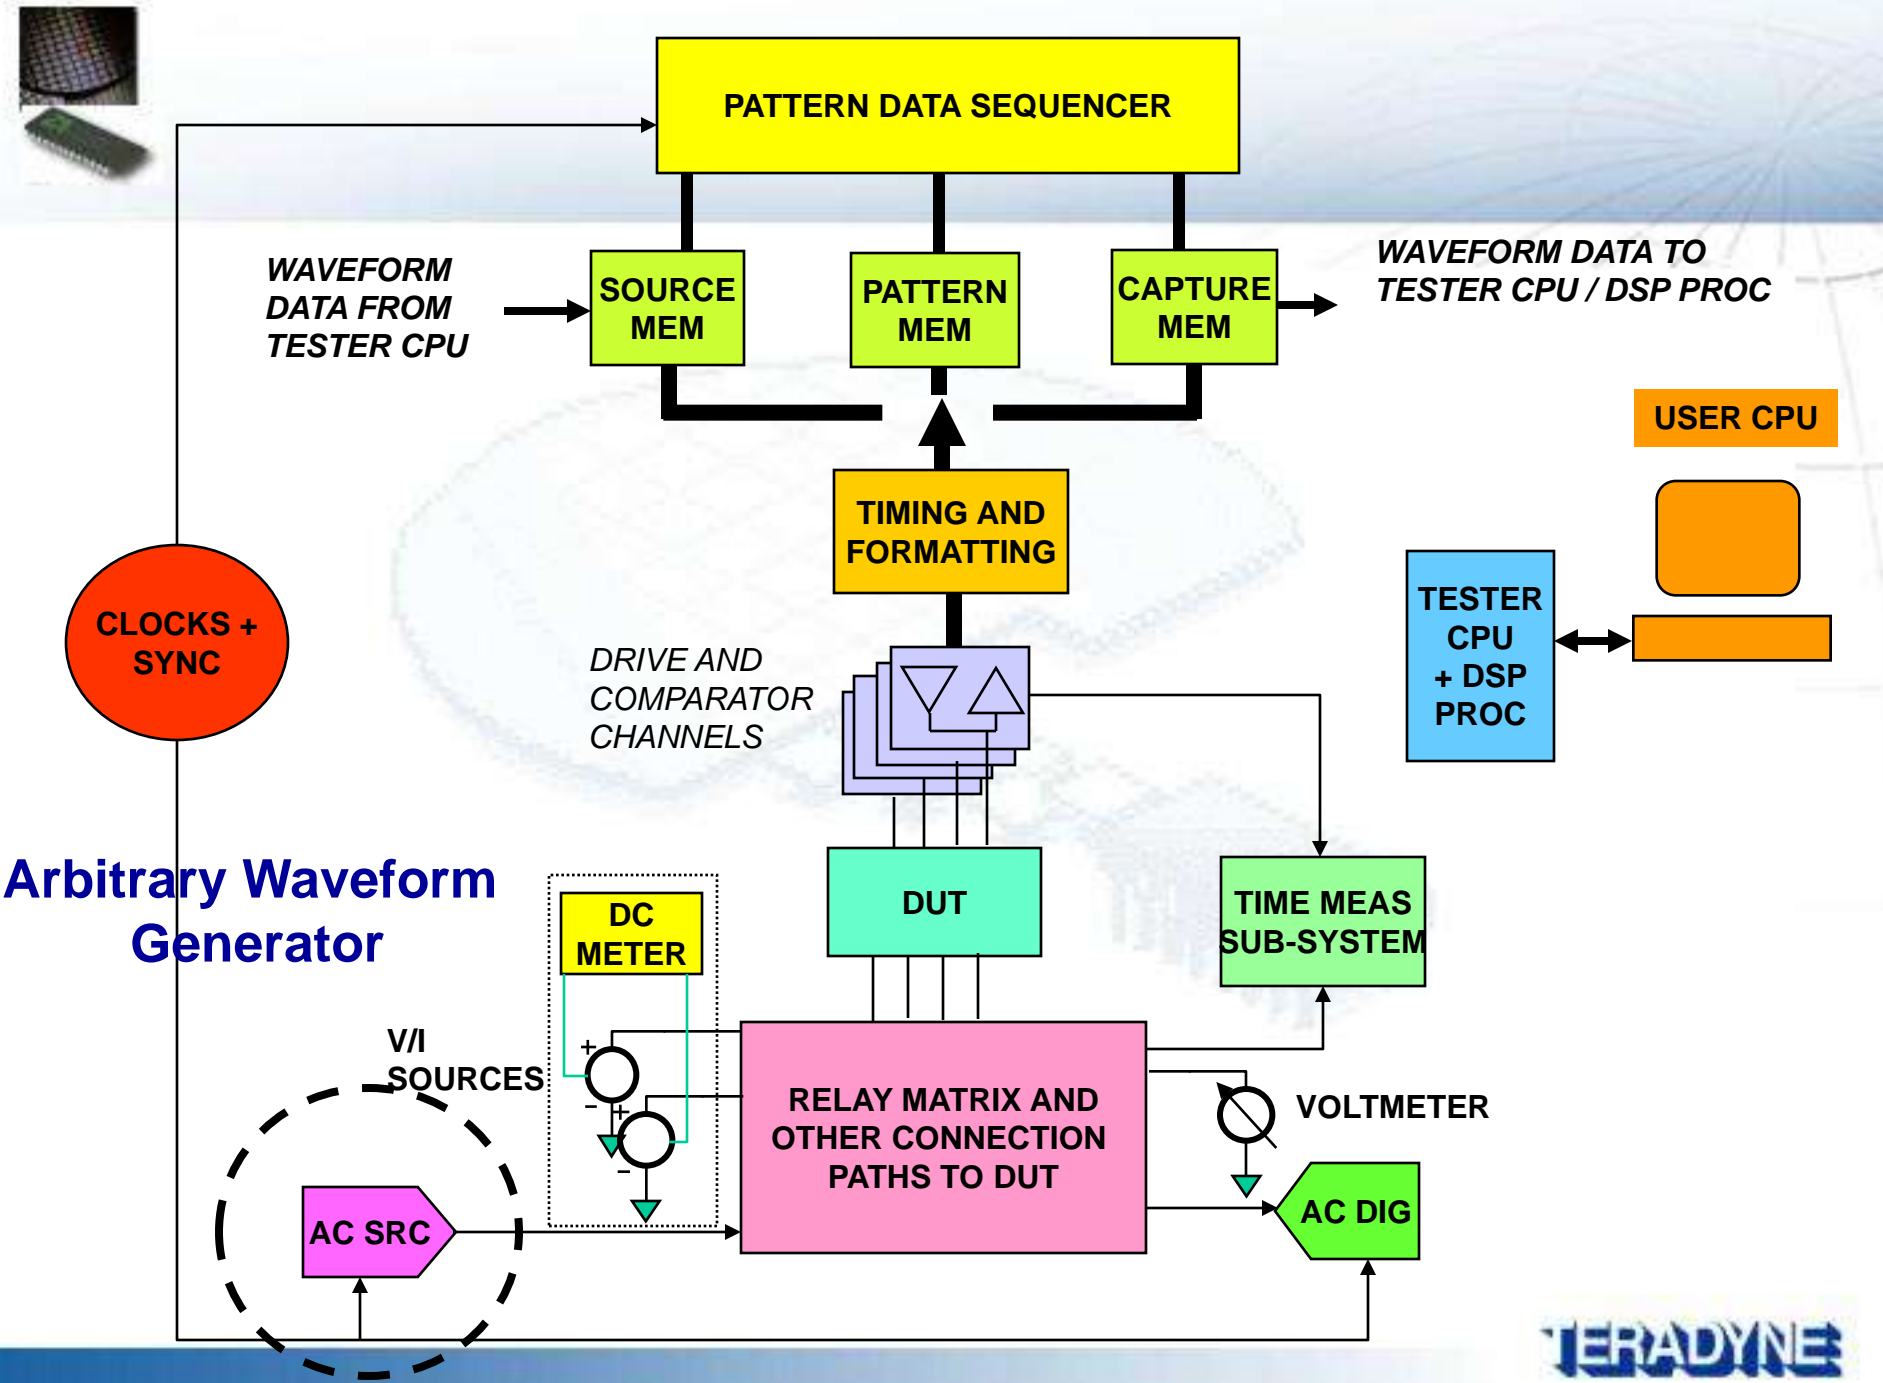 PATTERN DATA SEQUENCER
WAVEFORM
DATA FROM
TESTER CPU
SOURCE
MEM
PATTERN
MEM
CAPTURE
MEM
WAVEFORM DATA TO
TESTER CPU / DSP PROC
USER CPU
TIMING AND
FORMATTING
CLOCKS +
SYNC
TESTER
CPU
+ DSP
PROC
DRIVE AND
COMPARATOR
CHANNELS
Arbitrary Waveform
Generator
DC
METER
DUT
TIME MEAS
SUB-SYSTEM
V/I
SOURCES
+
−
+
−
RELAY MATRIX AND
OTHER CONNECTION
PATHS TO DUT
VOLTMETER
AC SRC
AC DIG
TERADYNE